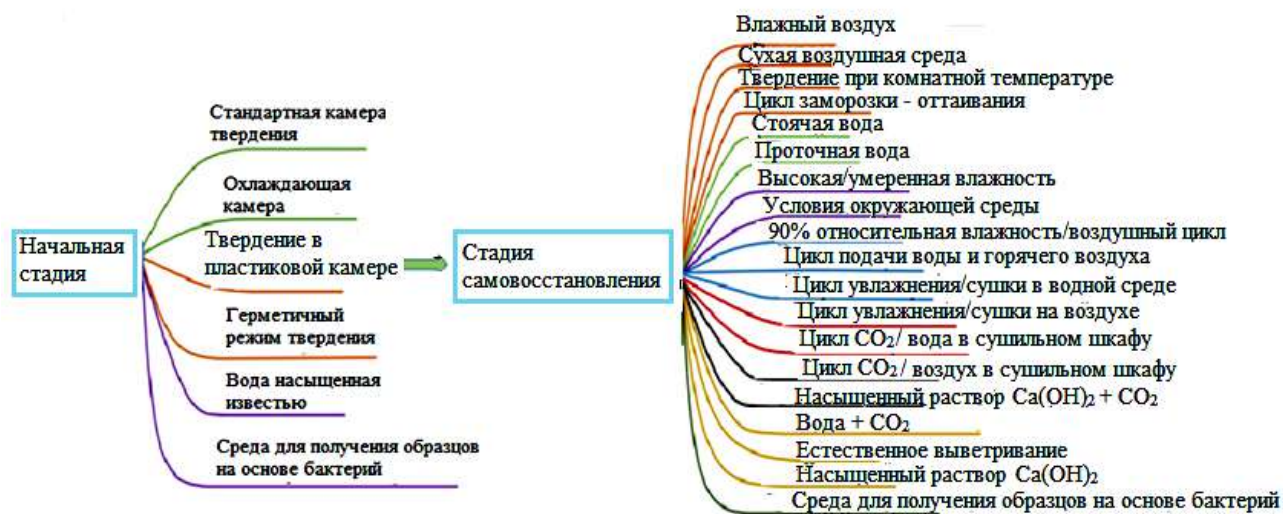 Начальная
стадия
Стандартная камера
твердения
Охлаждающая
камера
Твердение в
пластиковой камере
Герметичный
режим твердения
Вода насыщенная
известью
Среда для получения образцов
на основе бактерий
Стадия
самовосстановления
Влажный воздух
Сухая воздушная среда
Твердение при комнатной температуре
Цикл заморозки - оттаивания
Стоячая вода
Проточная вода
Высокая/умеренная влажность
Условия окружающей среды
90% относительная влажность/воздушный цикл
Цикл подачи воды и горячего воздуха
Цикл увлажнения/сушки в водной среде
Цикл увлажнения/сушки на воздухе
Цикл CO₂/ вода в сушильном шкафу
Цикл CO₂/ воздух в сушильном шкафу
Насыщенный раствор Ca(OH)₂ + CO₂
Вода + CO₂
Естественное выветривание
Насыщенный раствор Ca(OH)₂
Среда для получения образцов на основе бактерий